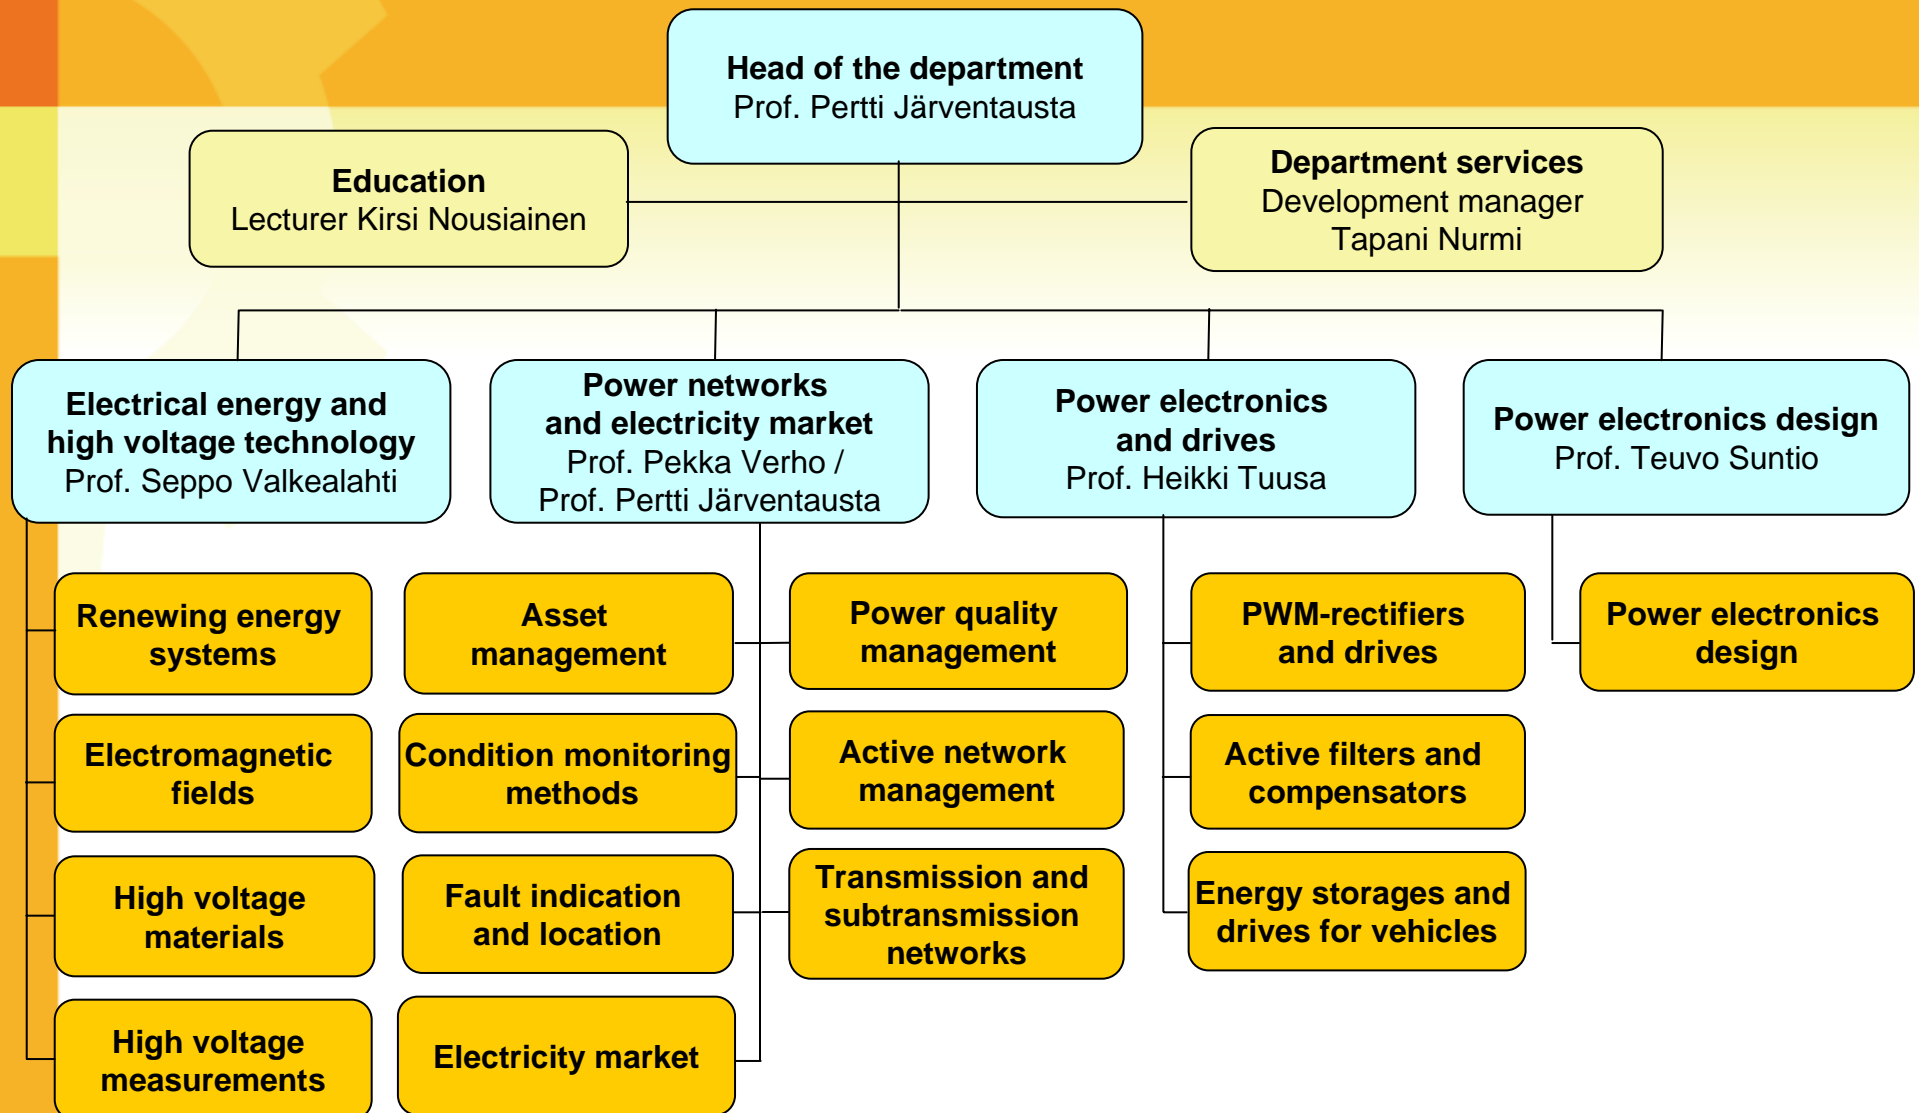 Head of the department
Prof. Pertti Järventausta
Education
Lecturer Kirsi Nousiainen
Department services
Development manager
Tapani Nurmi
Electrical energy and
high voltage technology
Prof. Seppo Valkealahti
Power networks
and electricity market
Prof. Pekka Verho /
Prof. Pertti Järventausta
Power electronics
and drives
Prof. Heikki Tuusa
Power electronics design
Prof. Teuvo Suntio
Renewing energy
systems
Electromagnetic
fields
High voltage
materials
High voltage
measurements
Asset
management
Condition monitoring
methods
Fault indication
and location
Electricity market
Power quality
management
Active network
management
Transmission and
subtransmission
networks
PWM-rectifiers
and drives
Active filters and
compensators
Energy storages and
drives for vehicles
Power electronics
design